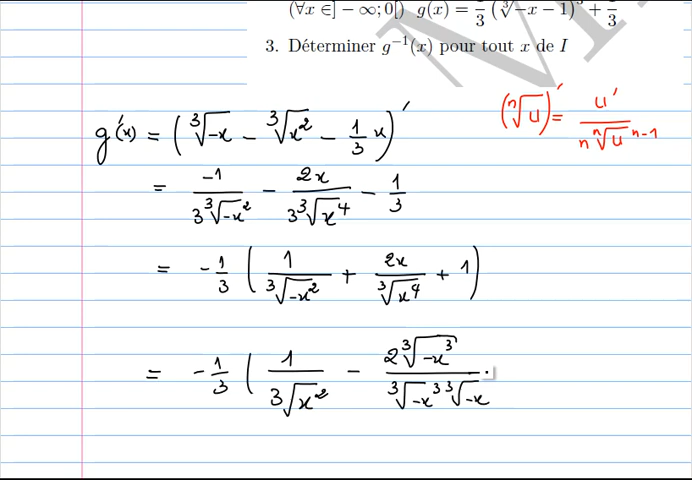 (∀x ∈] − ∞; 0[) g(x) = 1/3 (∛−x − 1)³ + 1/3
3. Déterminer g⁻¹(x) pour tout x de I
g'(x) = (∛−x − ∛x² − 1/3 x)'
(ⁿ√u)' = u' / n ⁿ√u ⁿ⁻¹
= −1 / 3 ∛−x² − 2x / 3 ∛x⁴ − 1/3
= −1/3 ( 1 / ∛−x² + 2x / ∛x⁴ + 1 )
= −1/3 ( 1 / 3√x² − 2 ∛−x³ / ∛−x³ ∛−x